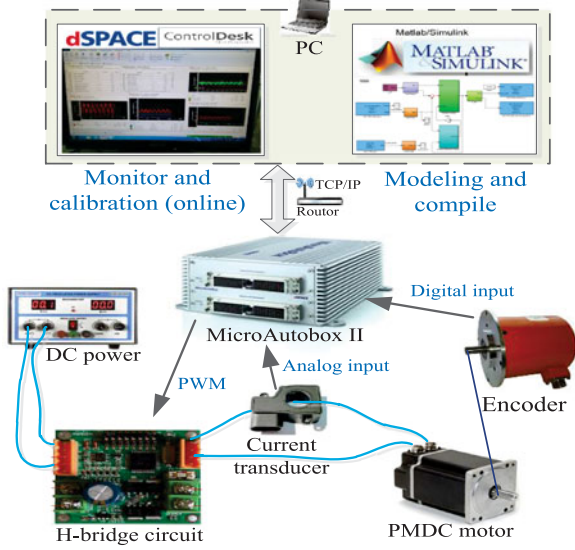 dSPACE ControlDesk
PC
Matlab/Simulink
MATLAB
&SIMULINK
Monitor and
calibration (online)
TCP/IP
Routor
Modeling and
compile
Digital input
MicroAutobox II
DC power
PWM
Analog input
Encoder
Current
transducer
H-bridge circuit
PMDC motor